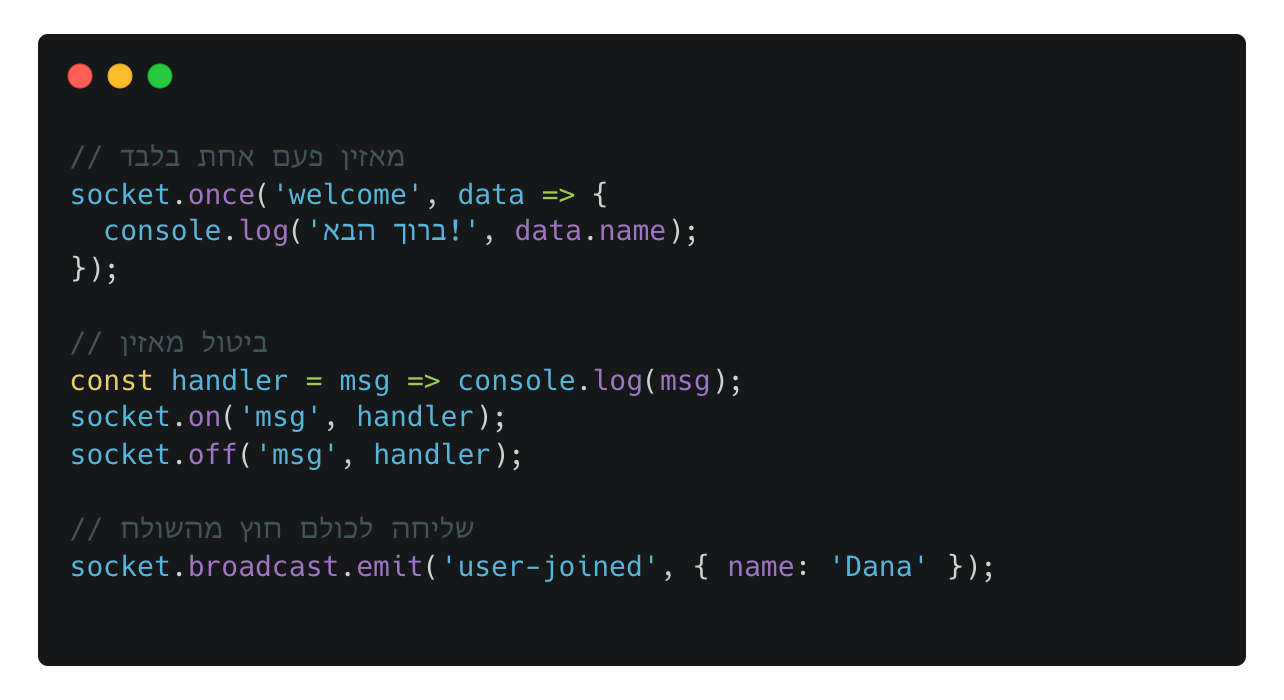 // מאזין פעם אחת בלבד
socket.once('welcome', data => {
  console.log('ברוך הבא!', data.name);
});
// ביטול מאזין
const handler = msg => console.log(msg);
socket.on('msg', handler);
socket.off('msg', handler);
// שליחה לכולם חוץ מהשולח
socket.broadcast.emit('user-joined', { name: 'Dana' });